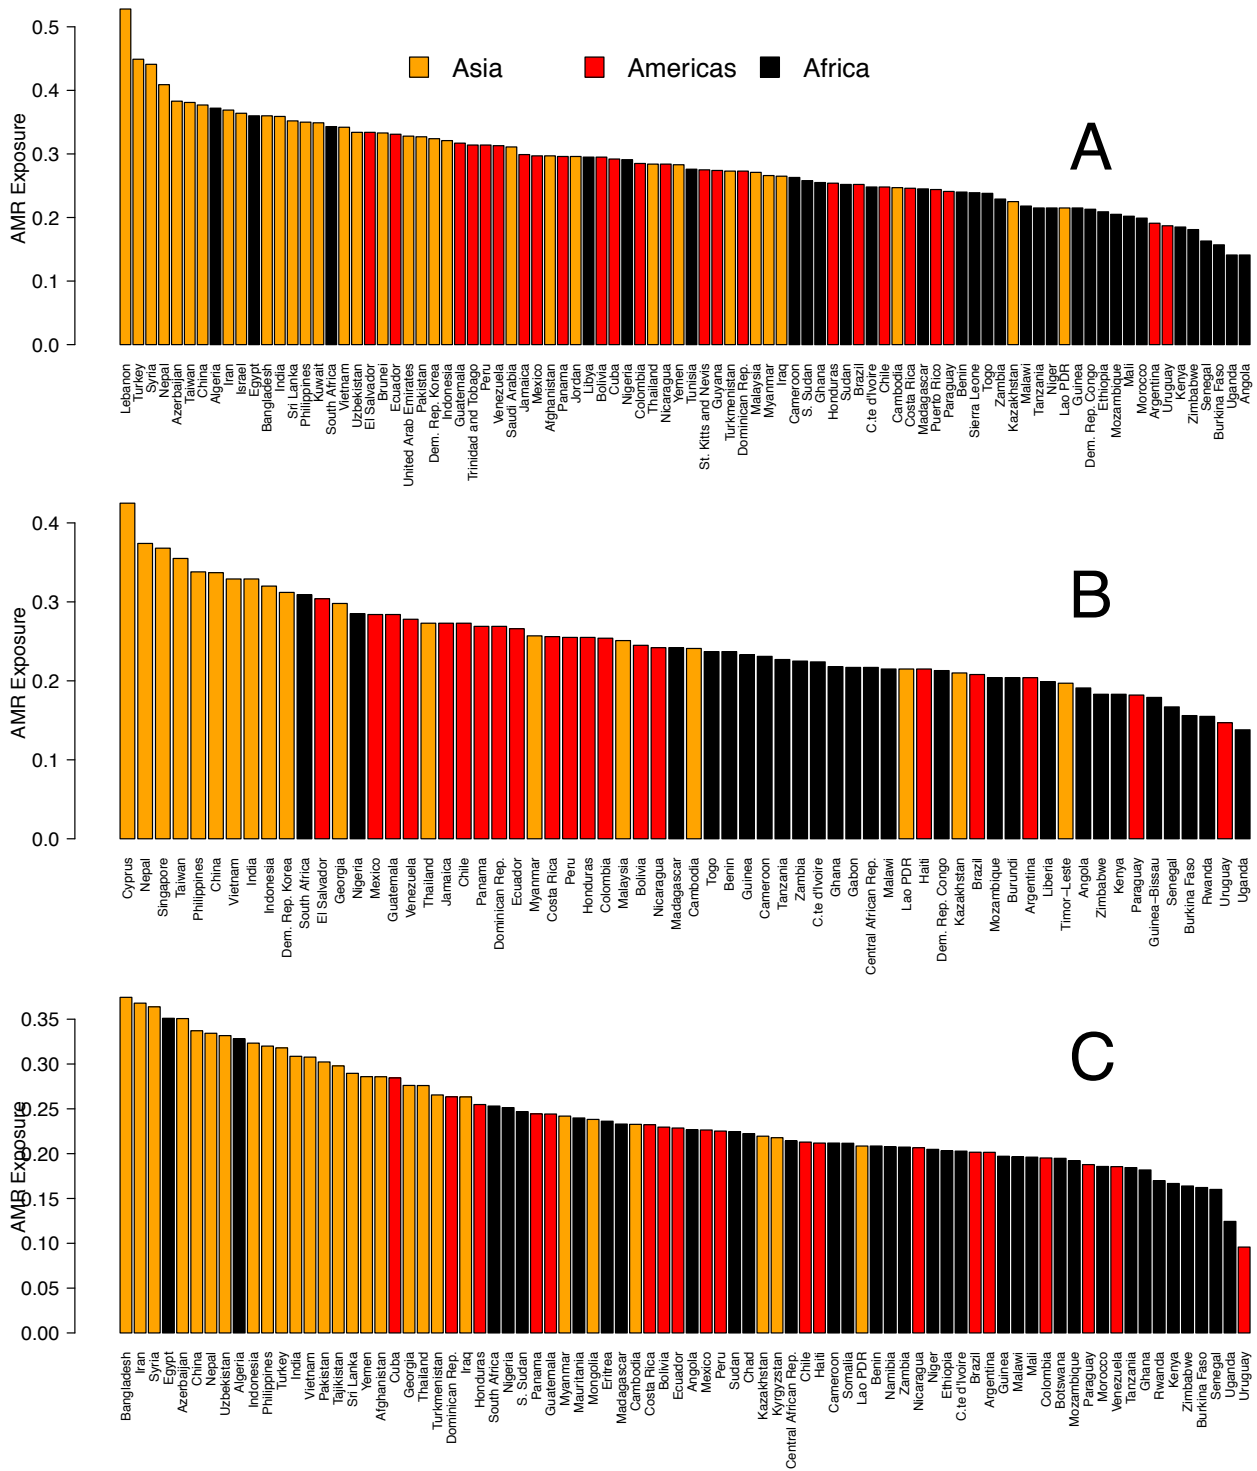 0.5
0.4
0.3
0.2
0.1
0.0
AMR Exposure
Asia
Americas
Africa
A
Lebanon
Turkey
Syria
Nepal
Azerbaijan
Taiwan
China
Algeria
Iran
Israel
Egypt
Bangladesh
India
Sri Lanka
Philippines
Kuwait
South Africa
Vietnam
Uzbekistan
El Salvador
Brunei
Ecuador
United Arab Emirates
Pakistan
Dem. Rep. Korea
Indonesia
Guatemala
Trinidad and Tobago
Peru
Venezuela
Saudi Arabia
Jamaica
Mexico
Afghanistan
Panama
Jordan
Libya
Bolivia
Cuba
Nigeria
Colombia
Thailand
Nicaragua
Yemen
Tunisia
St. Kitts and Nevis
Guyana
Turkmenistan
Dominican Rep.
Malaysia
Myanmar
Iraq
Cameroon
S. Sudan
Ghana
Honduras
Sudan
Brazil
C.te d'Ivoire
Chile
Cambodia
Costa Rica
Madagascar
Puerto Rico
Paraguay
Benin
Sierra Leone
Togo
Zambia
Kazakhstan
Malawi
Tanzania
Niger
Lao PDR
Guinea
Dem. Rep. Congo
Ethiopia
Mozambique
Mali
Morocco
Argentina
Uruguay
Kenya
Zimbabwe
Senegal
Burkina Faso
Uganda
Angola
0.4
0.3
0.2
0.1
0.0
AMR Exposure
B
Cyprus
Nepal
Singapore
Taiwan
Philippines
China
Vietnam
India
Indonesia
Dem. Rep. Korea
South Africa
El Salvador
Georgia
Nigeria
Mexico
Guatemala
Venezuela
Thailand
Jamaica
Chile
Panama
Dominican Rep.
Ecuador
Myanmar
Costa Rica
Peru
Honduras
Colombia
Malaysia
Bolivia
Nicaragua
Madagascar
Cambodia
Togo
Benin
Guinea
Cameroon
Tanzania
Zambia
C.te d'Ivoire
Ghana
Gabon
Central African Rep.
Malawi
Lao PDR
Haiti
Dem. Rep. Congo
Kazakhstan
Brazil
Mozambique
Burundi
Argentina
Liberia
Timor−Leste
Angola
Zimbabwe
Kenya
Paraguay
Guinea−Bissau
Senegal
Burkina Faso
Rwanda
Uruguay
Uganda
0.35
0.30
0.25
0.20
0.15
0.10
0.05
0.00
AMR Exposure
C
Bangladesh
Iran
Syria
Egypt
Azerbaijan
China
Nepal
Uzbekistan
Algeria
Indonesia
Philippines
Turkey
India
Vietnam
Pakistan
Tajikistan
Sri Lanka
Yemen
Afghanistan
Cuba
Georgia
Thailand
Turkmenistan
Dominican Rep.
Iraq
Honduras
South Africa
Nigeria
S. Sudan
Panama
Guatemala
Myanmar
Mauritania
Mongolia
Eritrea
Madagascar
Cambodia
Costa Rica
Bolivia
Ecuador
Angola
Mexico
Peru
Sudan
Chad
Kazakhstan
Kyrgyzstan
Central African Rep.
Chile
Haiti
Cameroon
Somalia
Lao PDR
Benin
Namibia
Zambia
Nicaragua
Niger
Ethiopia
C.te d'Ivoire
Brazil
Argentina
Guinea
Malawi
Mali
Colombia
Botswana
Mozambique
Paraguay
Morocco
Venezuela
Tanzania
Ghana
Rwanda
Kenya
Zimbabwe
Burkina Faso
Senegal
Uganda
Uruguay